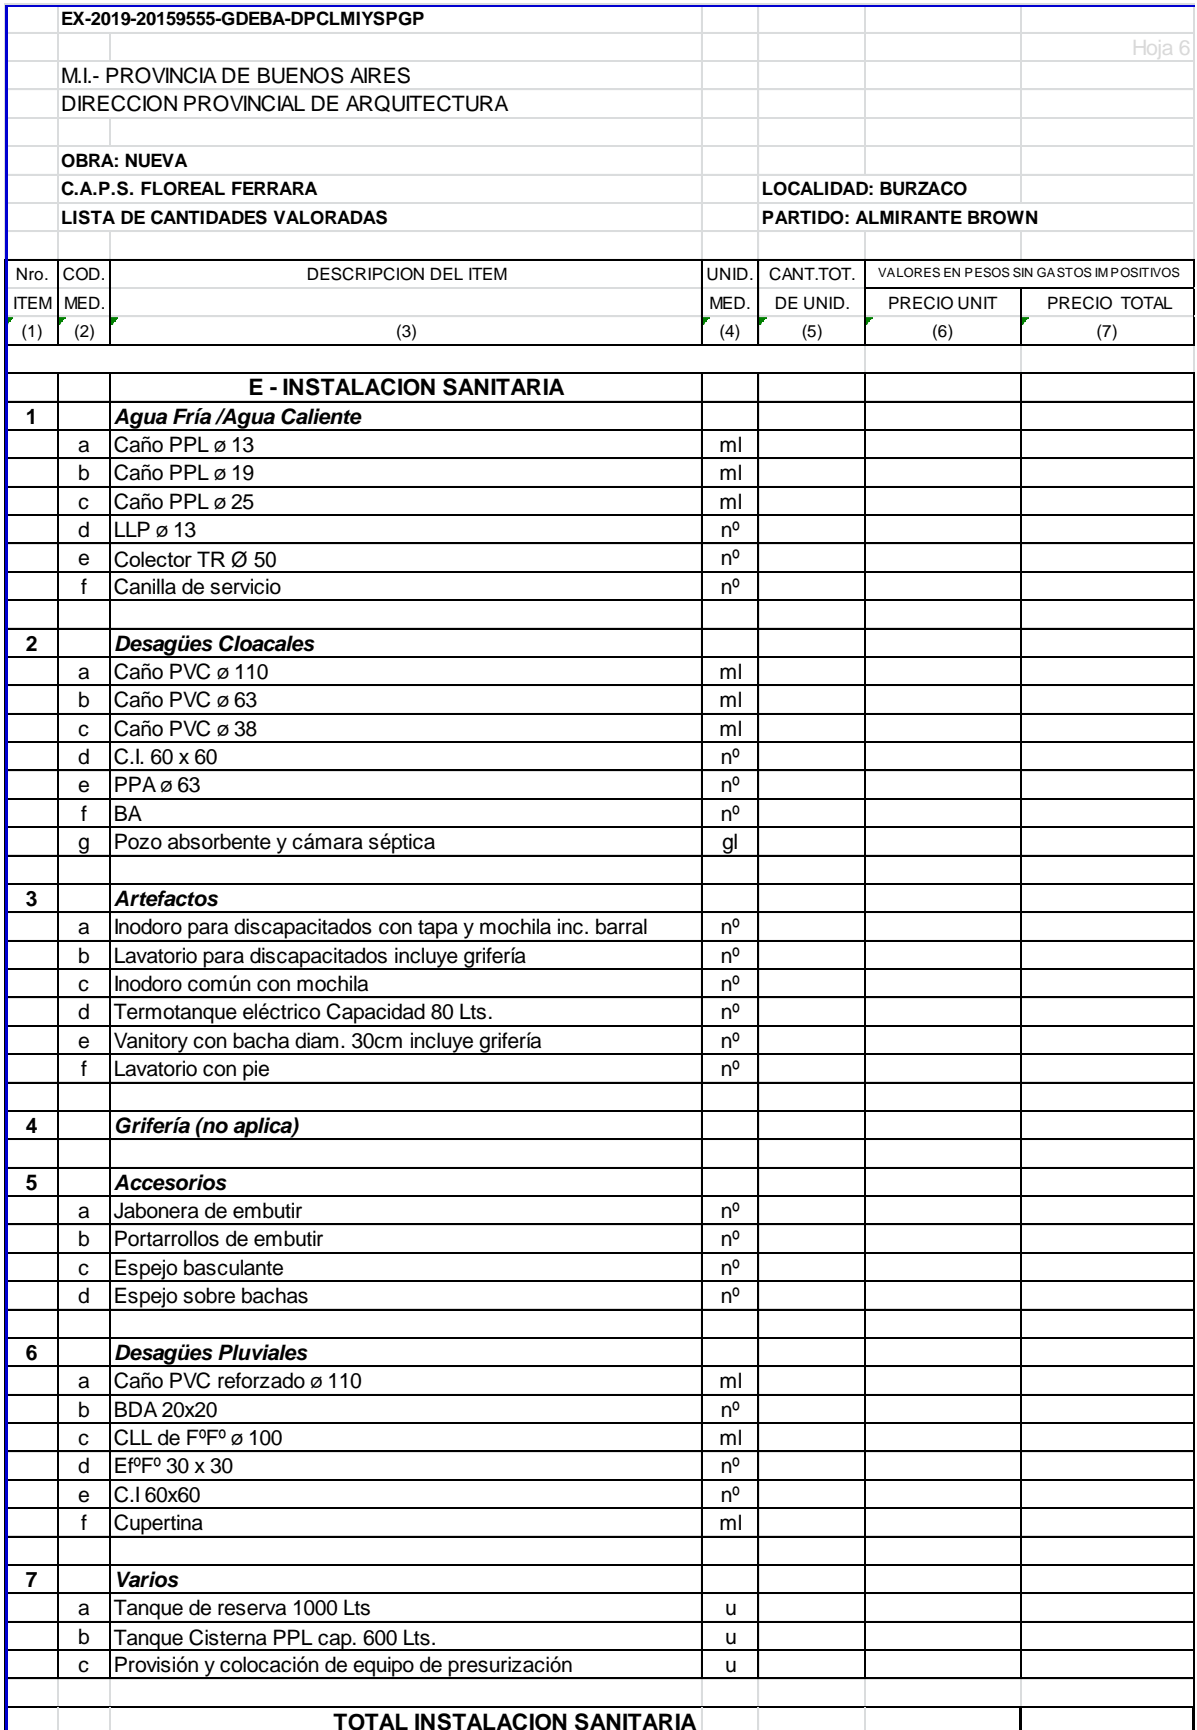 EX-2019-20159555-GDEBA-DPCLMIYSPGP
Hoja 6
M.I.- PROVINCIA DE BUENOS AIRES
DIRECCION PROVINCIAL DE ARQUITECTURA
OBRA: NUEVA
C.A.P.S. FLOREAL FERRARA LOCALIDAD: BURZACO
LISTA DE CANTIDADES VALORADAS PARTIDO: ALMIRANTE BROWN
Nro. COD. DESCRIPCION DEL ITEM UNID. CANT.TOT. VALORES EN PESOS SIN GASTOS IMPOSITIVOS
ITEM MED. MED. DE UNID. PRECIO UNIT PRECIO TOTAL
(1) (2) (3) (4) (5) (6) (7)
E - INSTALACION SANITARIA
1 Agua Fría /Agua Caliente
a Caño PPL ø 13 ml
b Caño PPL ø 19 ml
c Caño PPL ø 25 ml
d LLP ø 13 nº
e Colector TR Ø 50 nº
f Canilla de servicio nº
2 Desagües Cloacales
a Caño PVC ø 110 ml
b Caño PVC ø 63 ml
c Caño PVC ø 38 ml
d C.I. 60 x 60 nº
e PPA ø 63 nº
f BA nº
g Pozo absorbente y cámara séptica gl
3 Artefactos
a Inodoro para discapacitados con tapa y mochila inc. barral nº
b Lavatorio para discapacitados incluye grifería nº
c Inodoro común con mochila nº
d Termotanque eléctrico Capacidad 80 Lts. nº
e Vanitory con bacha diam. 30cm incluye grifería nº
f Lavatorio con pie nº
4 Grifería (no aplica)
5 Accesorios
a Jabonera de embutir nº
b Portarrollos de embutir nº
c Espejo basculante nº
d Espejo sobre bachas nº
6 Desagües Pluviales
a Caño PVC reforzado ø 110 ml
b BDA 20x20 nº
c CLL de FºFº ø 100 ml
d EfºFº 30 x 30 nº
e C.I 60x60 nº
f Cupertina ml
7 Varios
a Tanque de reserva 1000 Lts u
b Tanque Cisterna PPL cap. 600 Lts. u
c Provisión y colocación de equipo de presurización u
TOTAL INSTALACION SANITARIA